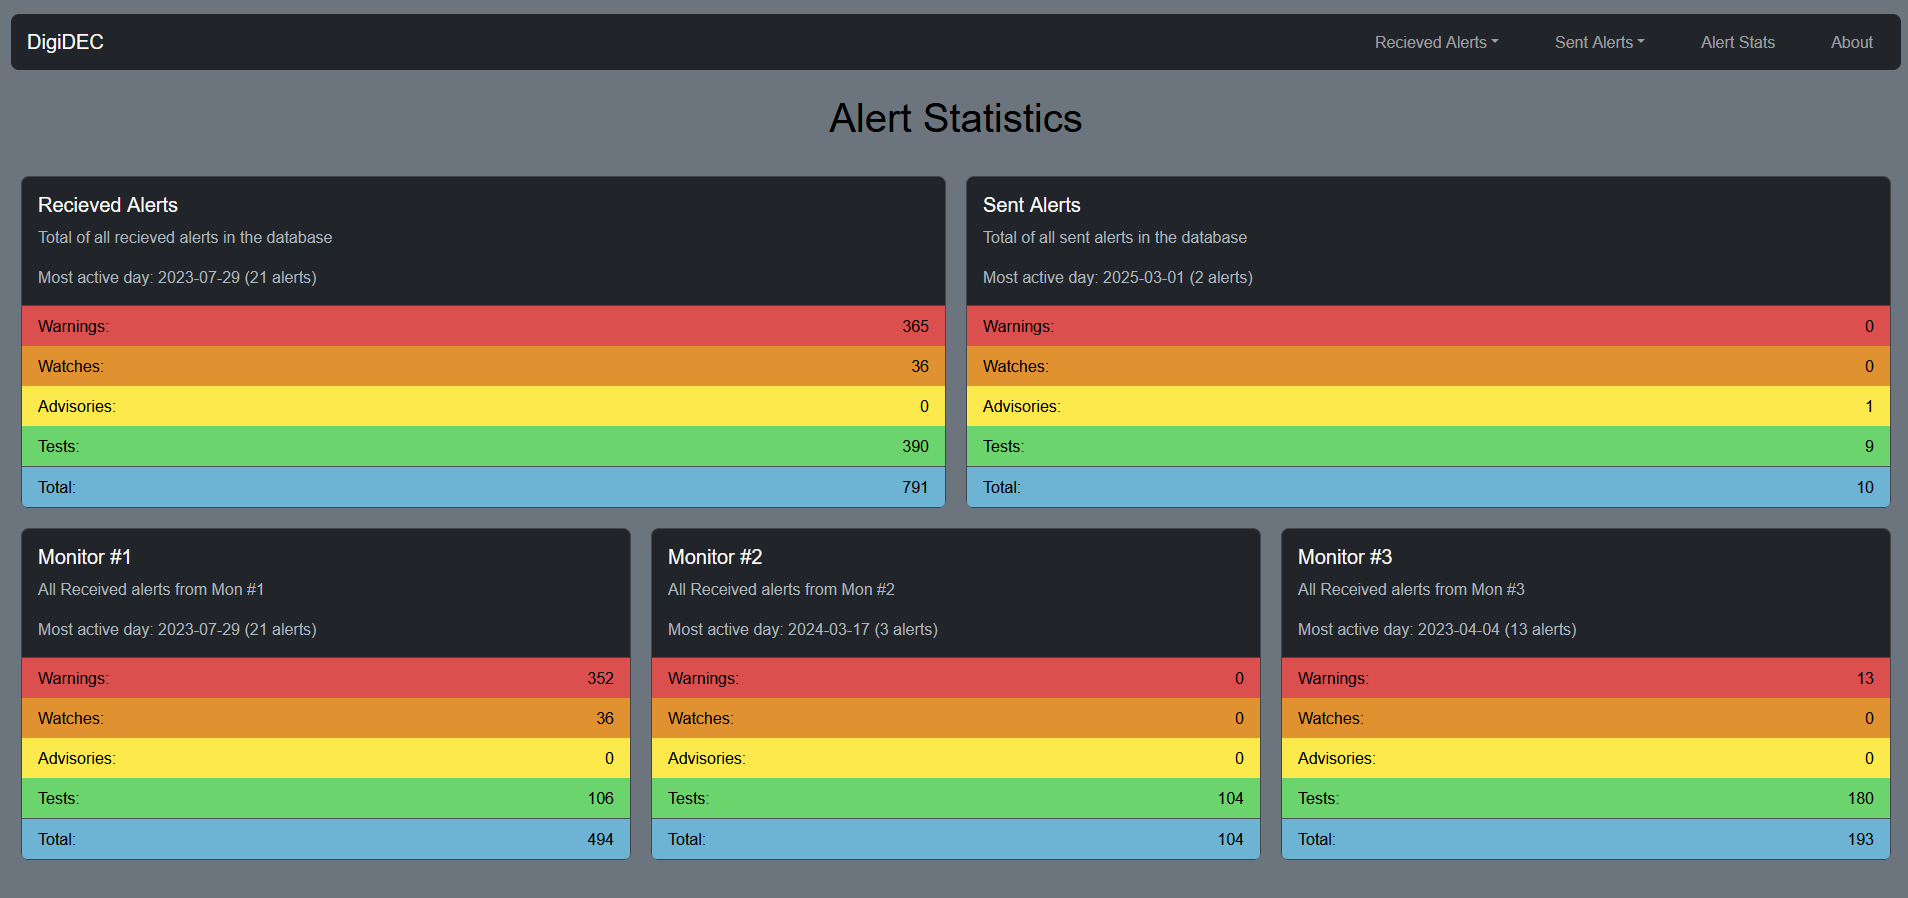 DigiDEC Recieved Alerts Sent Alerts Alert Stats About
Alert Statistics
Recieved Alerts
Total of all recieved alerts in the database
Most active day: 2023-07-29 (21 alerts)
Warnings: 365
Watches: 36
Advisories: 0
Tests: 390
Total: 791
Sent Alerts
Total of all sent alerts in the database
Most active day: 2025-03-01 (2 alerts)
Warnings: 0
Watches: 0
Advisories: 1
Tests: 9
Total: 10
Monitor #1
All Received alerts from Mon #1
Most active day: 2023-07-29 (21 alerts)
Warnings: 352
Watches: 36
Advisories: 0
Tests: 106
Total: 494
Monitor #2
All Received alerts from Mon #2
Most active day: 2024-03-17 (3 alerts)
Warnings: 0
Watches: 0
Advisories: 0
Tests: 104
Total: 104
Monitor #3
All Received alerts from Mon #3
Most active day: 2023-04-04 (13 alerts)
Warnings: 13
Watches: 0
Advisories: 0
Tests: 180
Total: 193